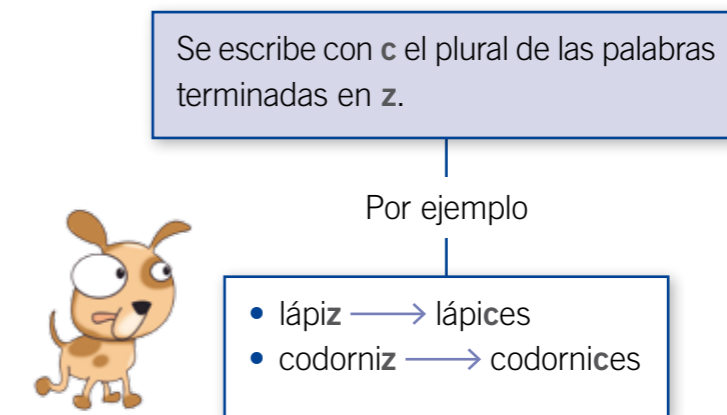 Se escribe con c el plural de las palabras
terminadas en z.
Por ejemplo
• lápiz ⟶ lápices
• codorniz ⟶ codornices